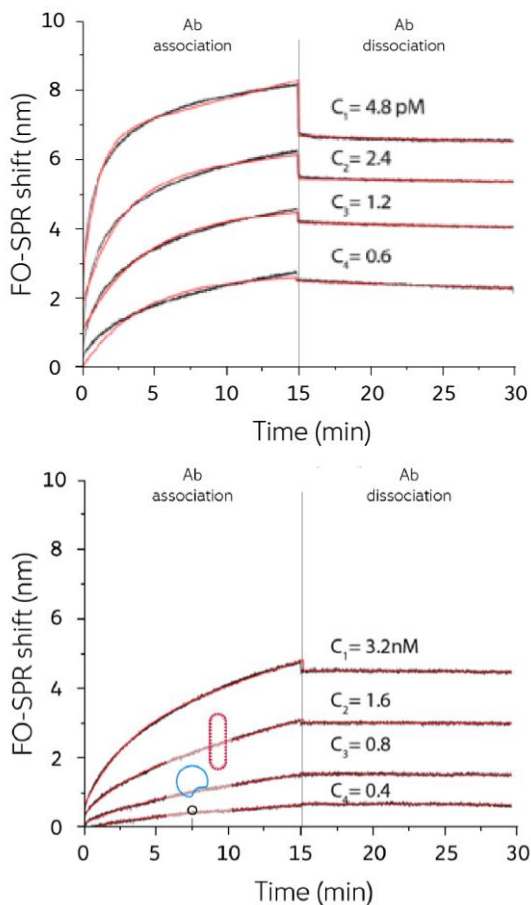 Ab
association
Ab
dissociation
10
8
6
4
2
0
FO-SPR shift (nm)
C₁= 4.8 pM
C₂= 2.4
C₃= 1.2
C₄= 0.6
0 5 10 15 20 25 30
Time (min)
Ab
association
Ab
dissociation
10
8
6
4
2
0
FO-SPR shift (nm)
C₁= 3.2nM
C₂= 1.6
C₃= 0.8
C₄= 0.4
0 5 10 15 20 25 30
Time (min)